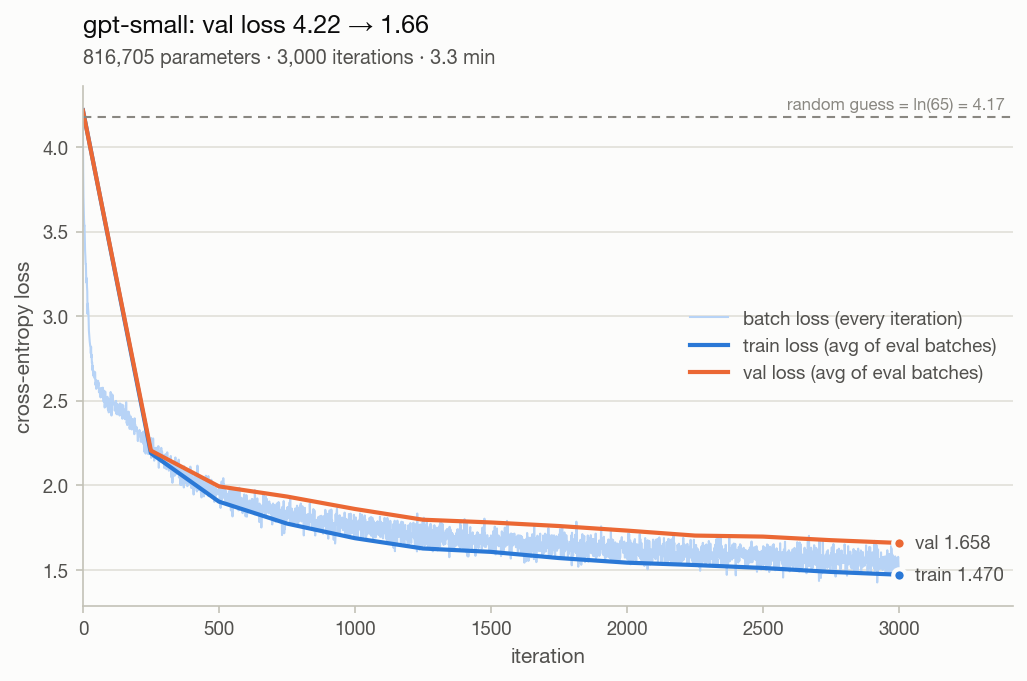 gpt-small: val loss 4.22 → 1.66
816,705 parameters · 3,000 iterations · 3.3 min
random guess = ln(65) = 4.17
4.0
3.5
3.0
2.5
2.0
1.5
cross-entropy loss
batch loss (every iteration)
train loss (avg of eval batches)
val loss (avg of eval batches)
val 1.658
train 1.470
0
500
1000
1500
2000
2500
3000
iteration